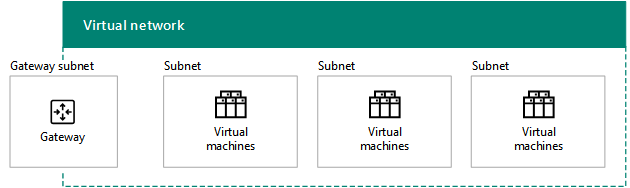 Virtual network
Gateway subnet
Subnet
Subnet
Subnet
Gateway
Virtual
machines
Virtual
machines
Virtual
machines